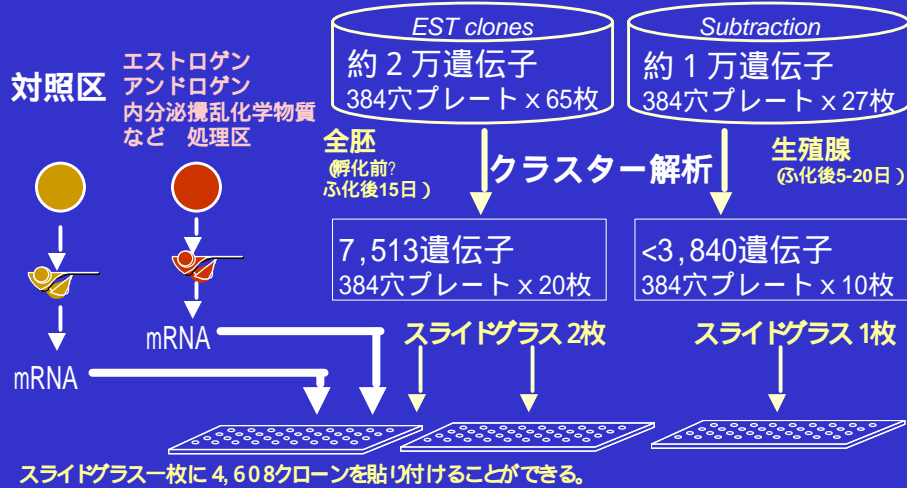 対照区
エストロゲン
アンドロゲン
内分泌攪乱化学物質
など 処理区
EST clones
約2万遺伝子
384穴プレート×65枚
Subtraction
約1万遺伝子
384穴プレート×27枚
全胚
(孵化前?
ふ化後15日)
クラスター解析
生殖腺
(ふ化後5-20日)
7,513遺伝子
384穴プレート×20枚
<3,840遺伝子
384穴プレート×10枚
mRNA
mRNA
スライドグラス2枚
スライドグラス1枚
スライドグラス一枚に4,608クローンを貼り付けることができる。